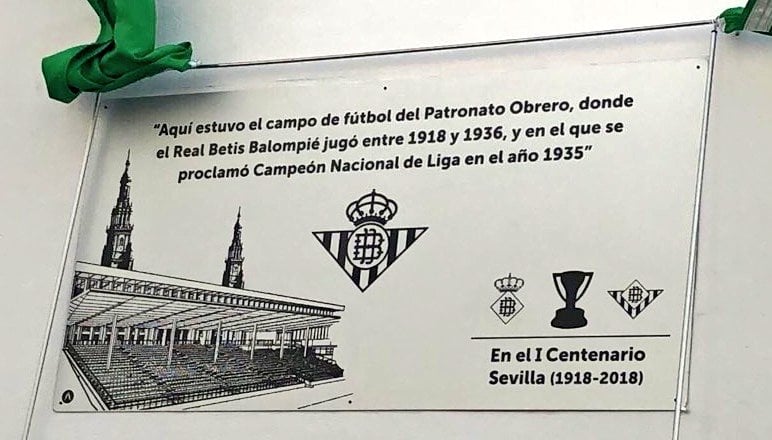 "Aquí estuvo el campo de fútbol del Patronato Obrero, donde
el Real Betis Balompié jugó entre 1918 y 1936, y en el que se
proclamó Campeón Nacional de Liga en el año 1935"
En el I Centenario
Sevilla (1918-2018)